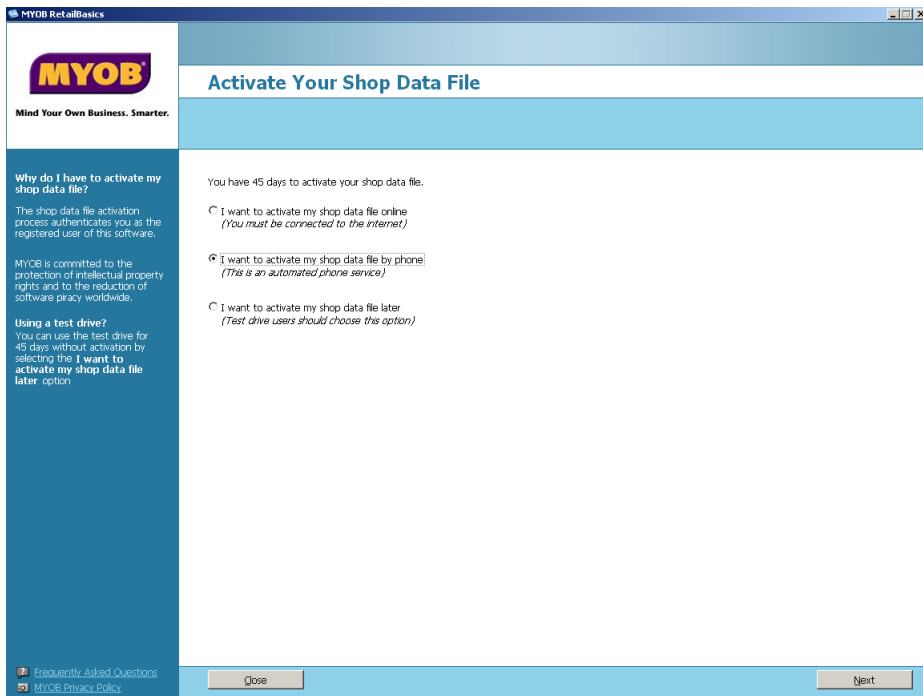 MYOB RetailBasics
MYOB
Mind Your Own Business. Smarter.
Activate Your Shop Data File
Why do I have to activate my
shop data file?
The shop data file activation
process authenticates you as the
registered user of this software.
MYOB is committed to the
protection of intellectual property
rights and to the reduction of
software piracy worldwide.
Using a test drive?
You can use the test drive for
45 days without activation by
selecting the I want to
activate my shop data file
later option
Frequently Asked Questions
MYOB Privacy Policy
You have 45 days to activate your shop data file.
I want to activate my shop data file online
(You must be connected to the internet)
I want to activate my shop data file by phone
(This is an automated phone service)
I want to activate my shop data file later
(Test drive users should choose this option)
Close
Next